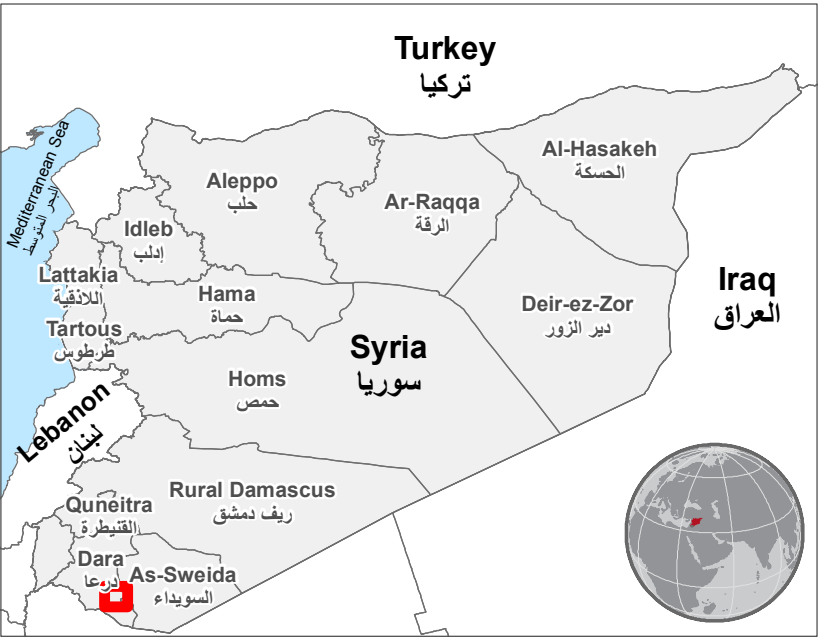 Turkey
تركيا
Mediterranean Sea
البحر المتوسط
Al-Hasakeh
الحسكة
Aleppo
حلب
Ar-Raqqa
الرقة
Idleb
إدلب
Lattakia
اللاذقية
Hama
حماة
Deir-ez-Zor
دير الزور
Iraq
العراق
Tartous
طرطوس
Syria
سوريا
Homs
حمص
Lebanon
لبنان
Rural Damascus
ريف دمشق
Quneitra
القنيطرة
Dara
درعا
As-Sweida
السويداء